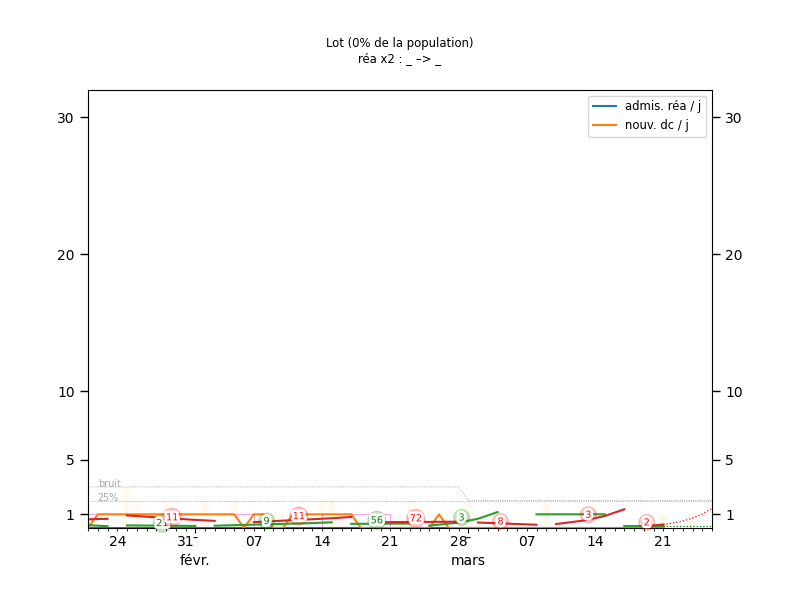 Lot (0% de la population)
réa x2 : _ –> _
admis. réa / j
nouv. dc / j
30 30
20 20
10 10
5 5
bruit
25%
1 1
21 11 9 11 56 72 3 8 3 2
24 31 07 14 21 28 07 14 21
févr. mars